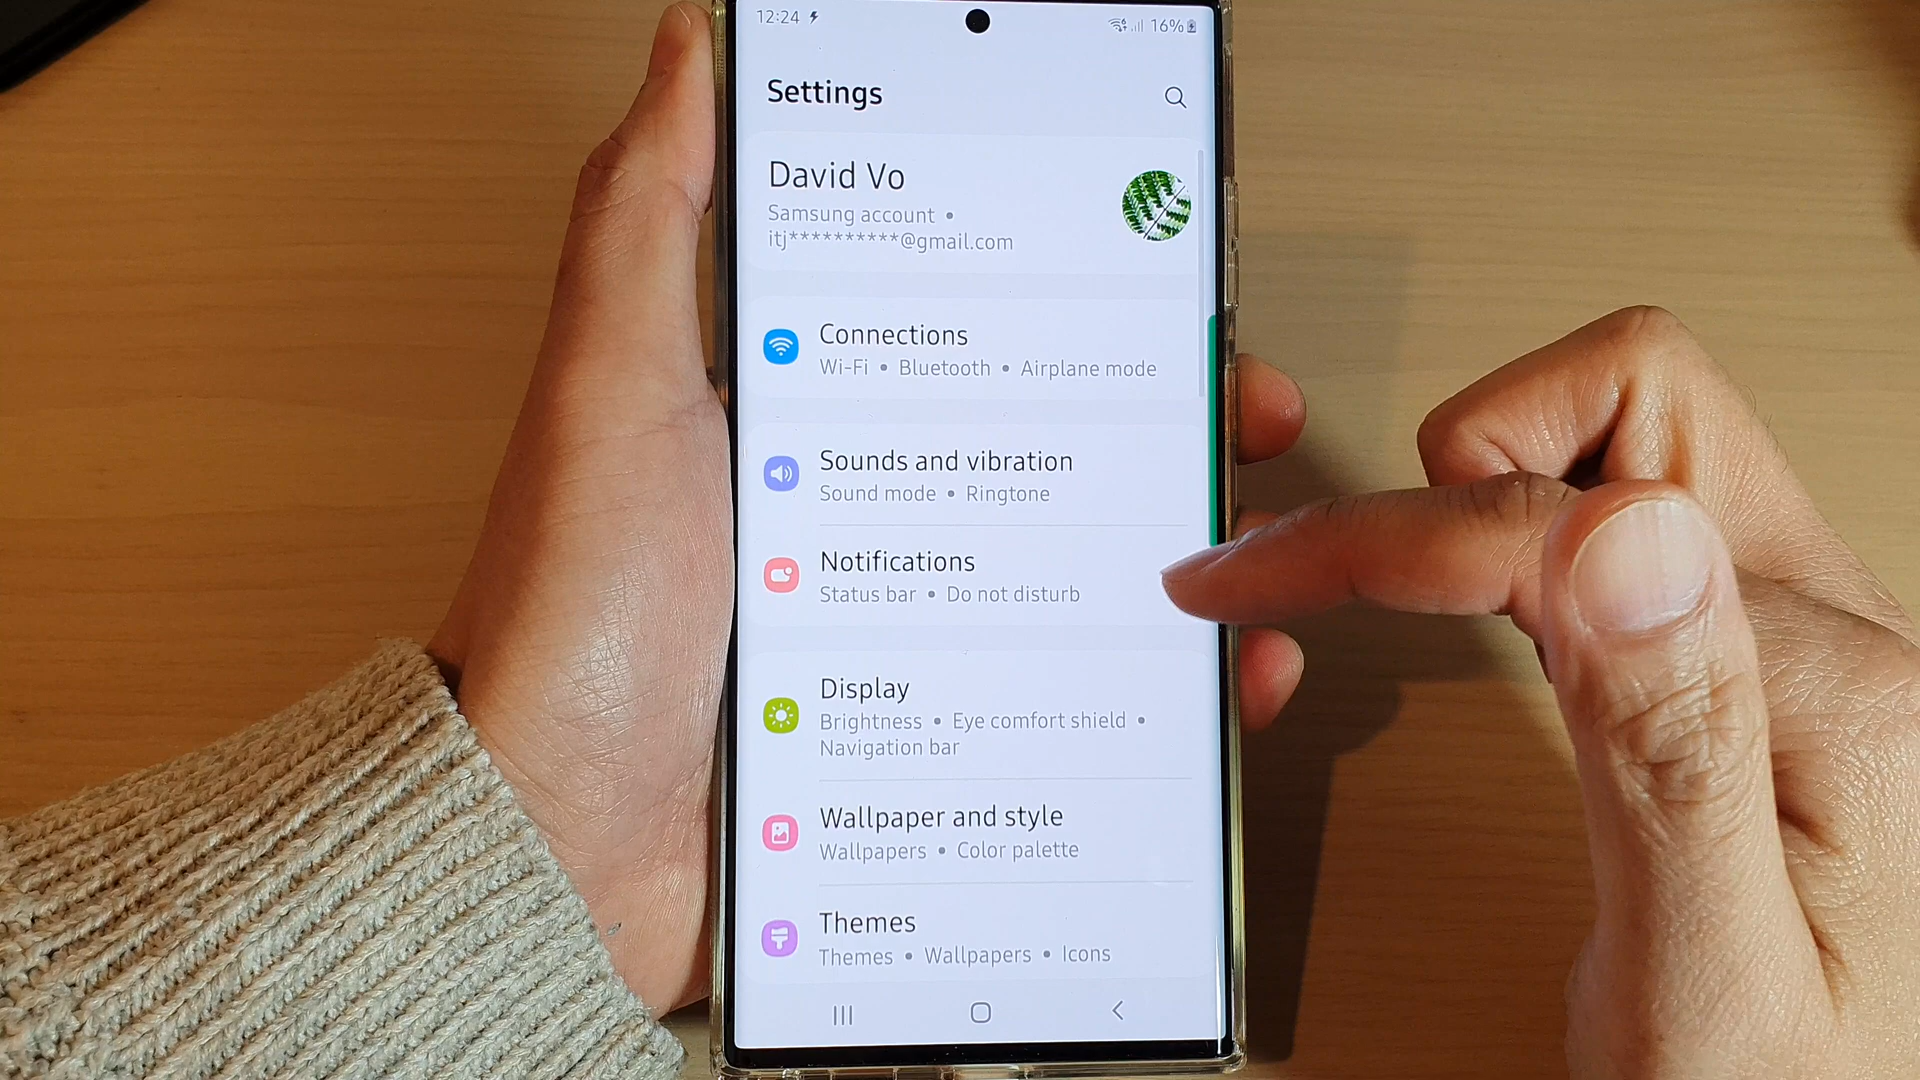 12:24 16%
Settings
David Vo
Samsung account •
itj**********@gmail.com
Connections
Wi-Fi • Bluetooth • Airplane mode
Sounds and vibration
Sound mode • Ringtone
Notifications
Status bar • Do not disturb
Display
Brightness • Eye comfort shield •
Navigation bar
Wallpaper and style
Wallpapers • Color palette
Themes
Themes • Wallpapers • Icons